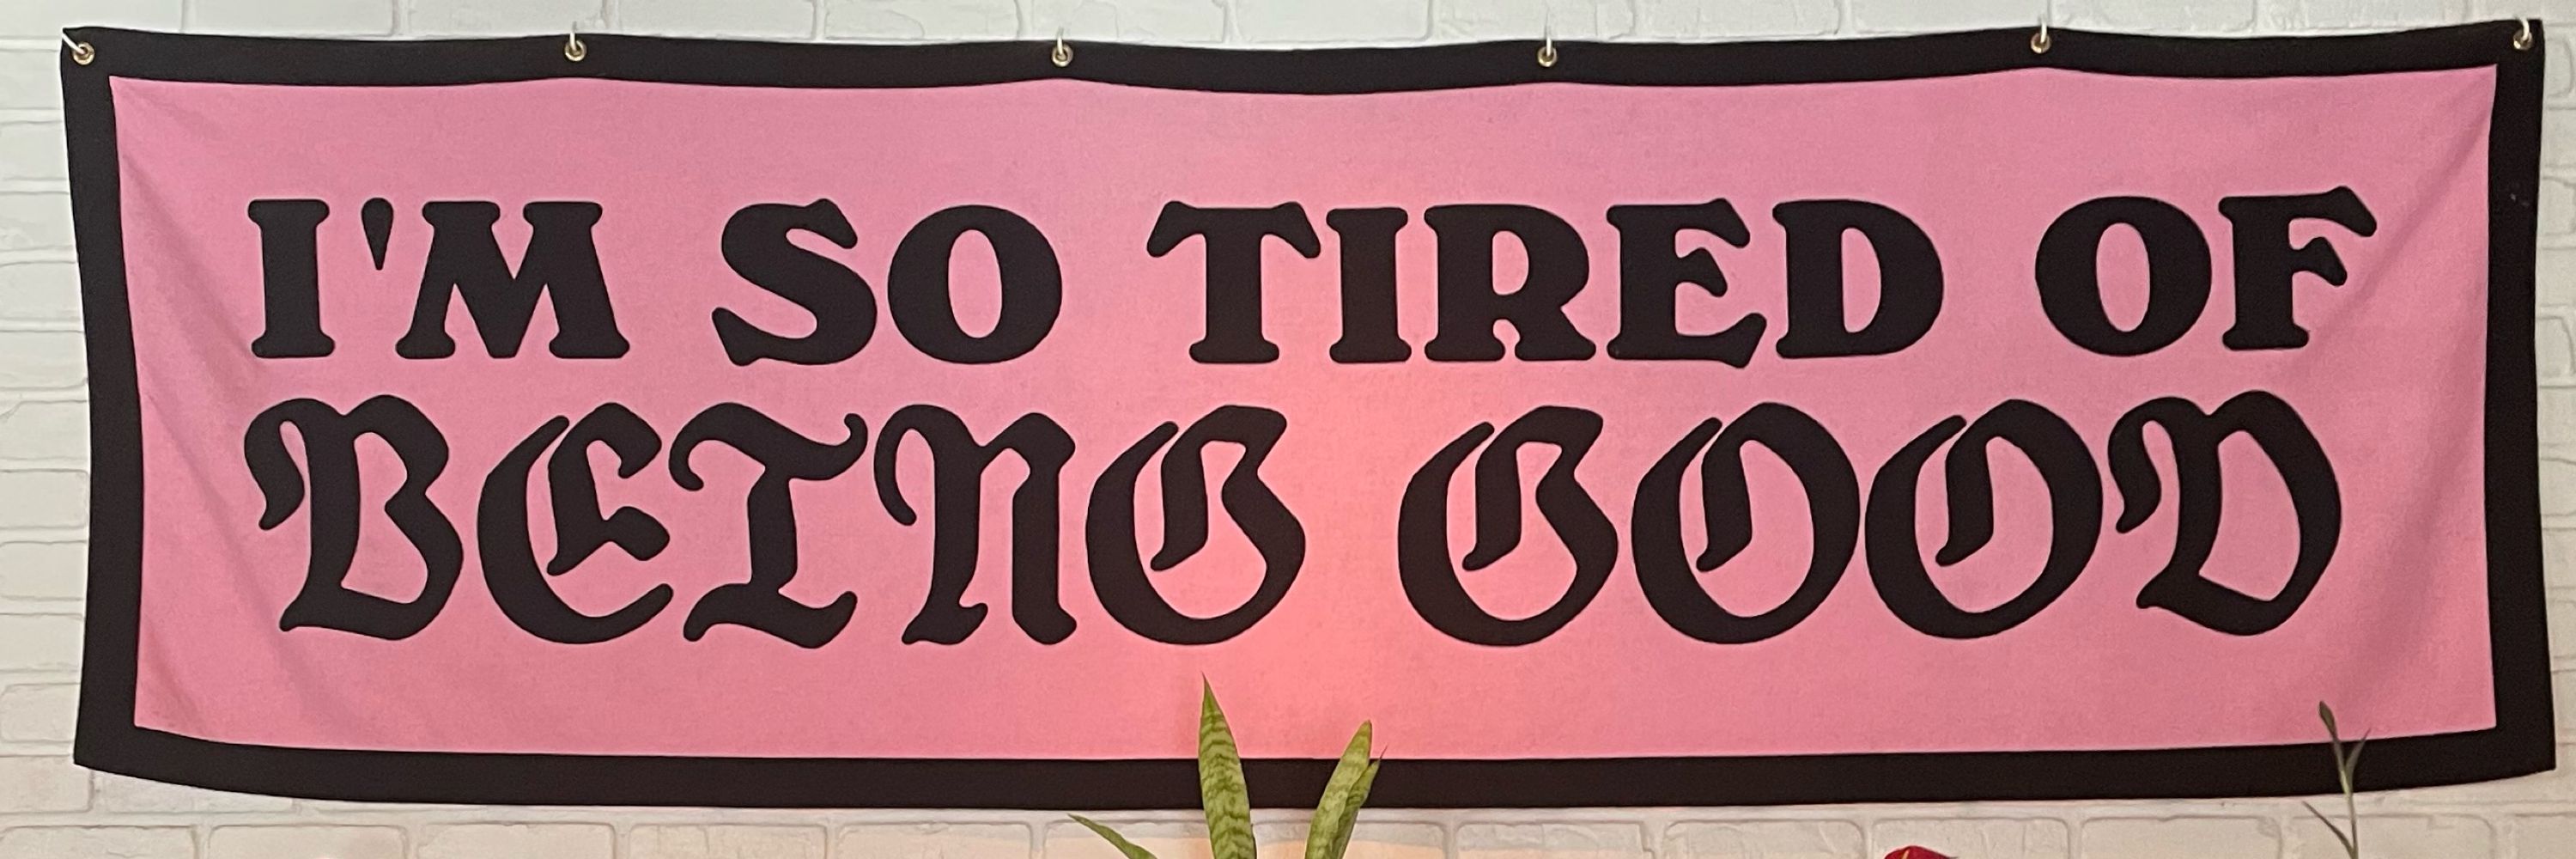 I'M SO TIRED OF
BEING GOOD